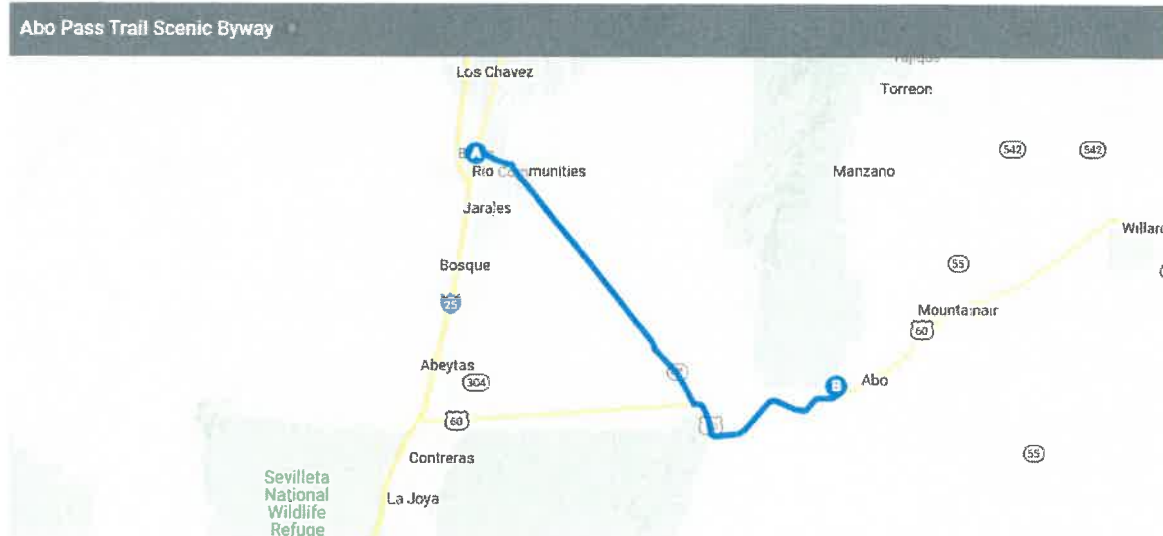 Abo Pass Trail Scenic Byway
Los Chavez
Tajique
Torreon
542
542
A
Rio Communities
Manzano
Jarales
Willard
Bosque
55
25
Mountainair
60
Abeytas
304
B
Abo
60
Contreras
55
Sevilleta
National
Wildlife
Refuge
La Joya